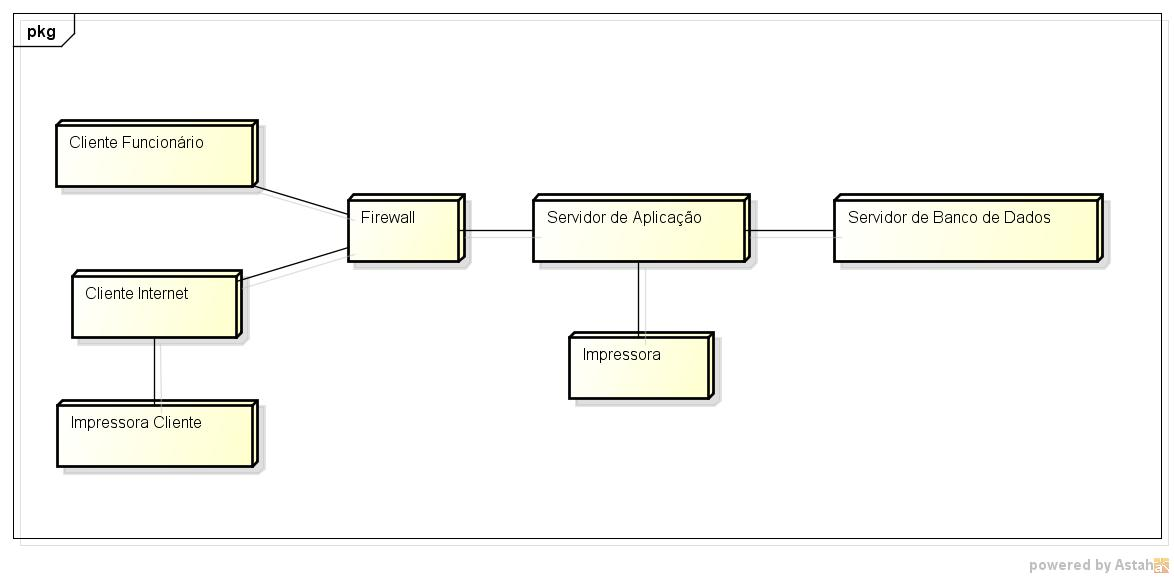 pkg
Cliente Funcionário
Firewall
Servidor de Aplicação
Servidor de Banco de Dados
Cliente Internet
Impressora
Impressora Cliente
powered by Astah